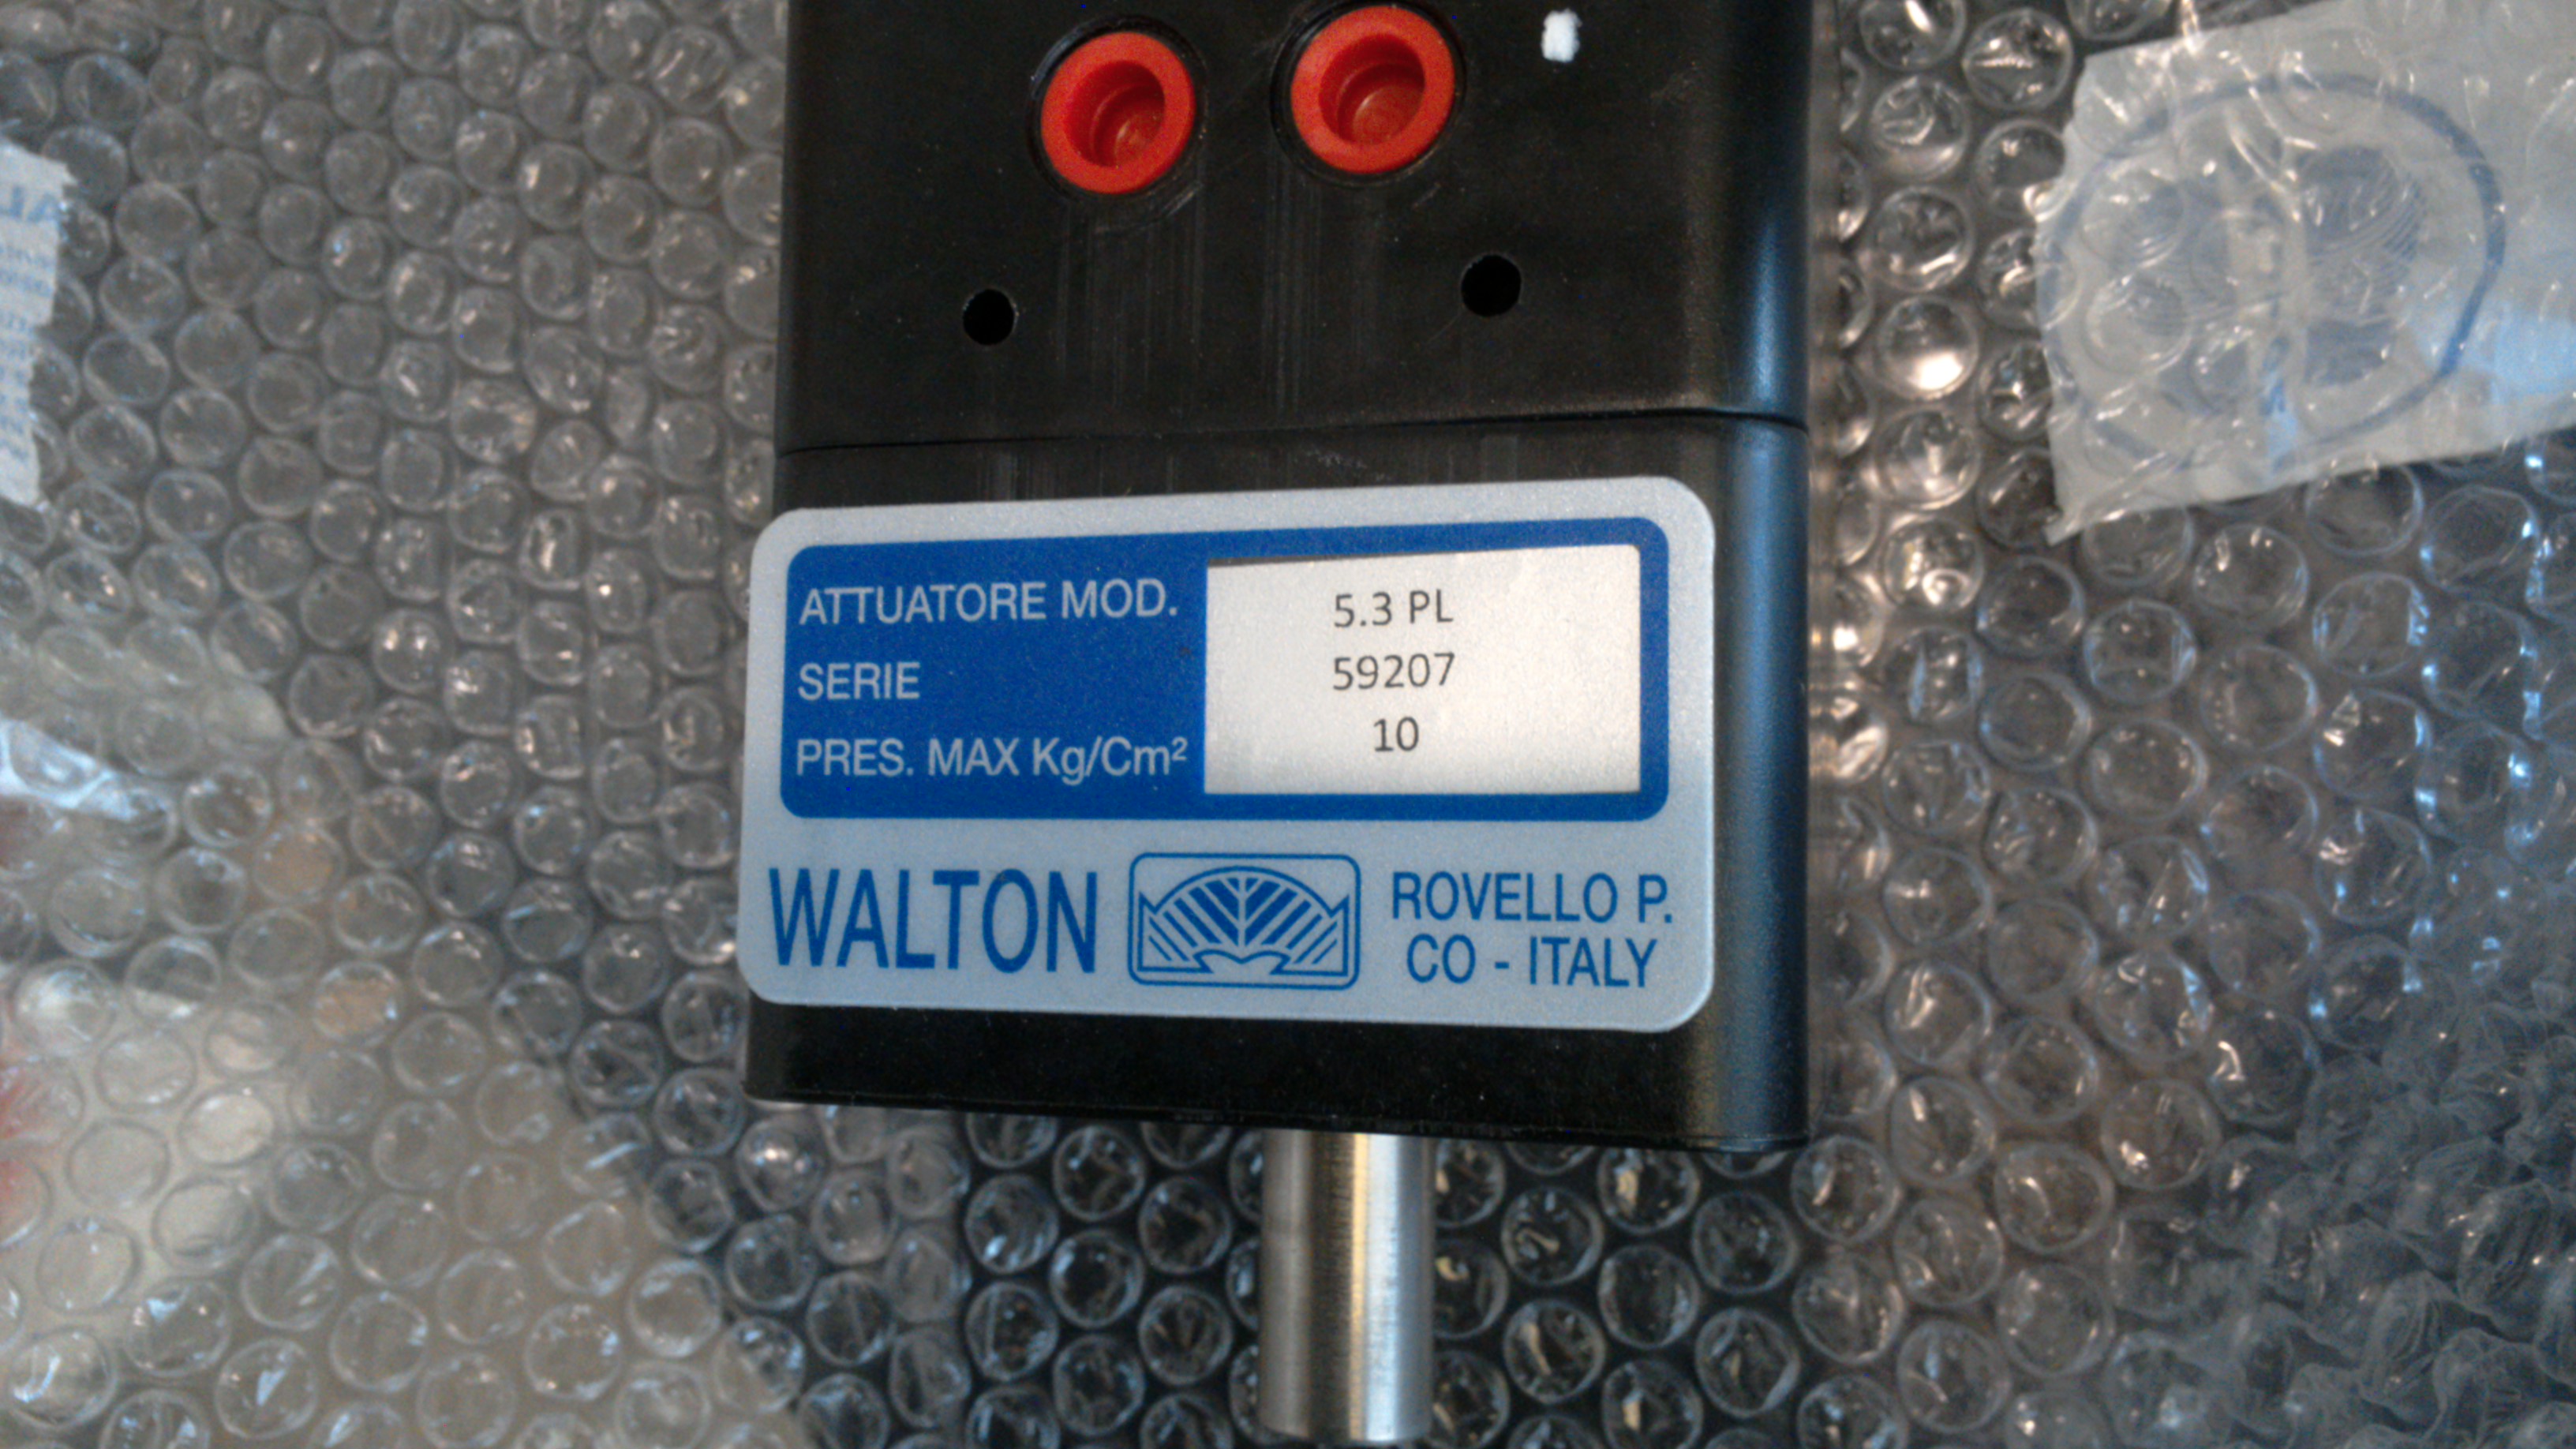 ATTUATORE MOD. 5.3 PL
SERIE 59207
PRES. MAX Kg/Cm² 10
WALTON
ROVELLO P.
CO - ITALY